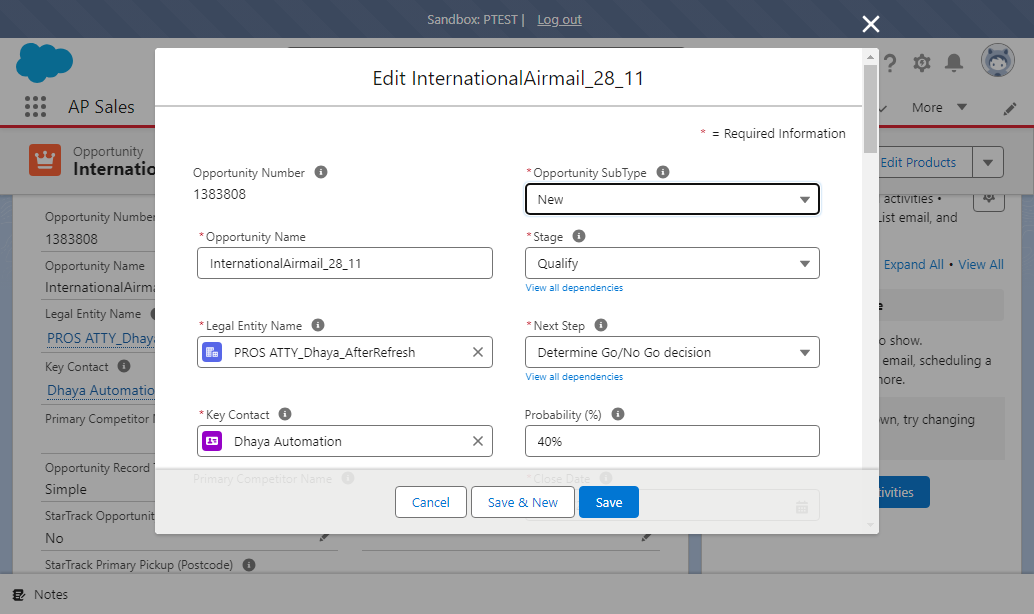 Sandbox: PTEST | Log out
AP Sales
More
Opportunity
Internatio
Edit Products
Opportunity Number
1383808
Opportunity Name
InternationalAirma
Legal Entity Name
PROS ATTY_Dhaya
Key Contact
Dhaya Automation
Primary Competitor
Opportunity Record
Simple
StarTrack Opportunit
No
StarTrack Primary Pickup (Postcode)
Edit InternationalAirmail_28_11
* = Required Information
Opportunity Number
1383808
*Opportunity SubType
New
*Opportunity Name
InternationalAirmail_28_11
*Stage
Qualify
View all dependencies
*Legal Entity Name
PROS ATTY_Dhaya_AfterRefresh
*Next Step
Determine Go/No Go decision
View all dependencies
*Key Contact
Dhaya Automation
Probability (%)
40%
Primary Competitor Name
*Close Date
Cancel
Save & New
Save
activities •
List email, and
Expand All • View All
o show.
email, scheduling a
nore.
wn, try changing
tivities
Notes